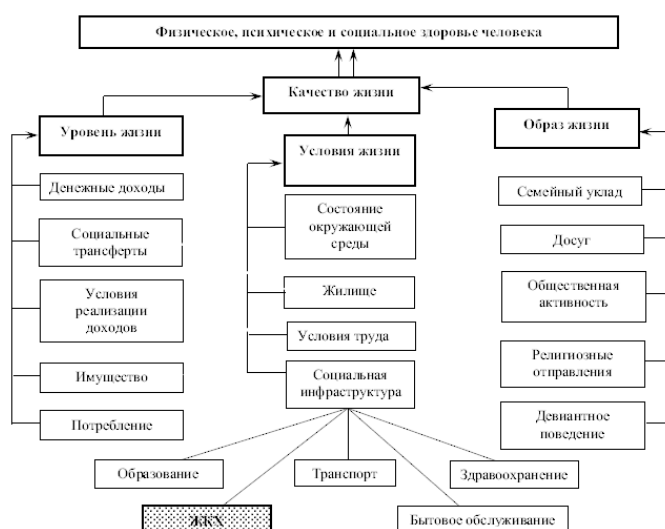 Физическое, психическое и социальное здоровье человека
Качество жизни
Уровень жизни
Условия жизни
Образ жизни
Денежные доходы
Социальные
трансферты
Условия
реализации
доходов
Имущество
Потребление
Состояние
окружающей
среды
Жилище
Условия труда
Социальная
инфраструктура
Семейный уклад
Досуг
Общественная
активность
Религиозные
отправления
Девиантное
поведение
Образование
Транспорт
Здравоохранение
ЖКХ
Бытовое обслуживание